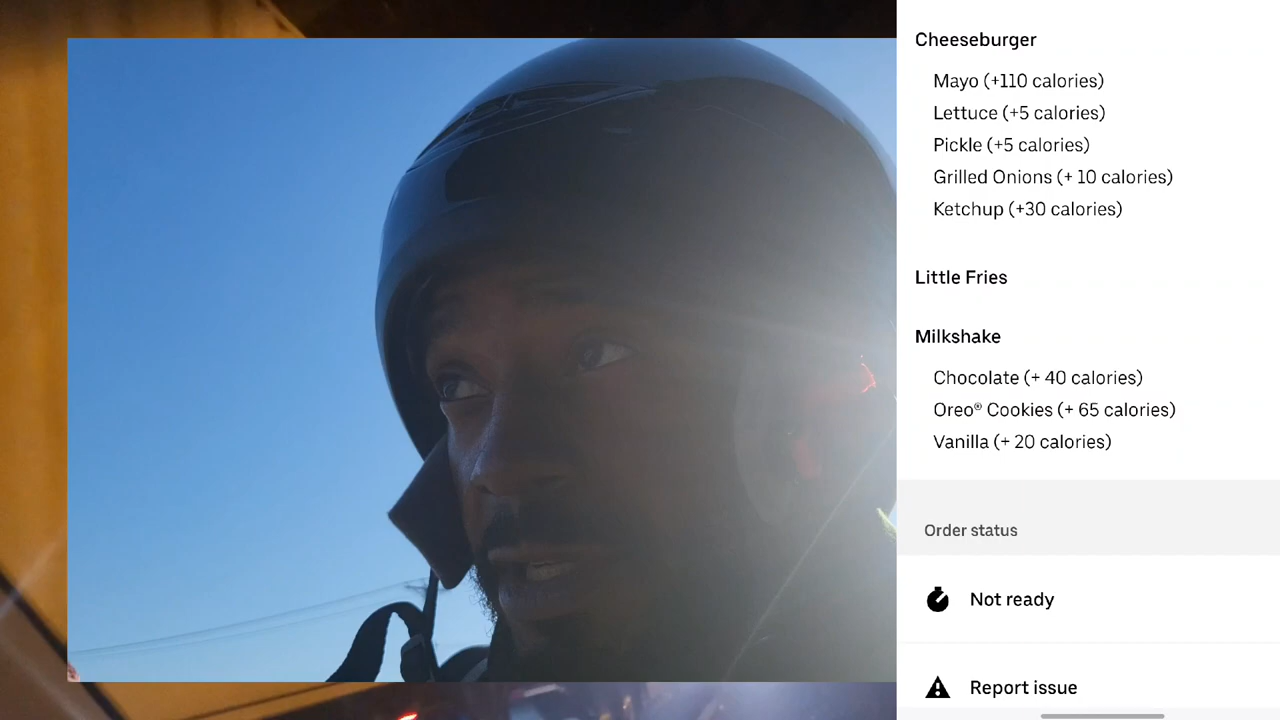 Cheeseburger
Mayo (+110 calories)
Lettuce (+5 calories)
Pickle (+5 calories)
Grilled Onions (+ 10 calories)
Ketchup (+30 calories)
Little Fries
Milkshake
Chocolate (+ 40 calories)
Oreo® Cookies (+ 65 calories)
Vanilla (+ 20 calories)
Order status
Not ready
Report issue